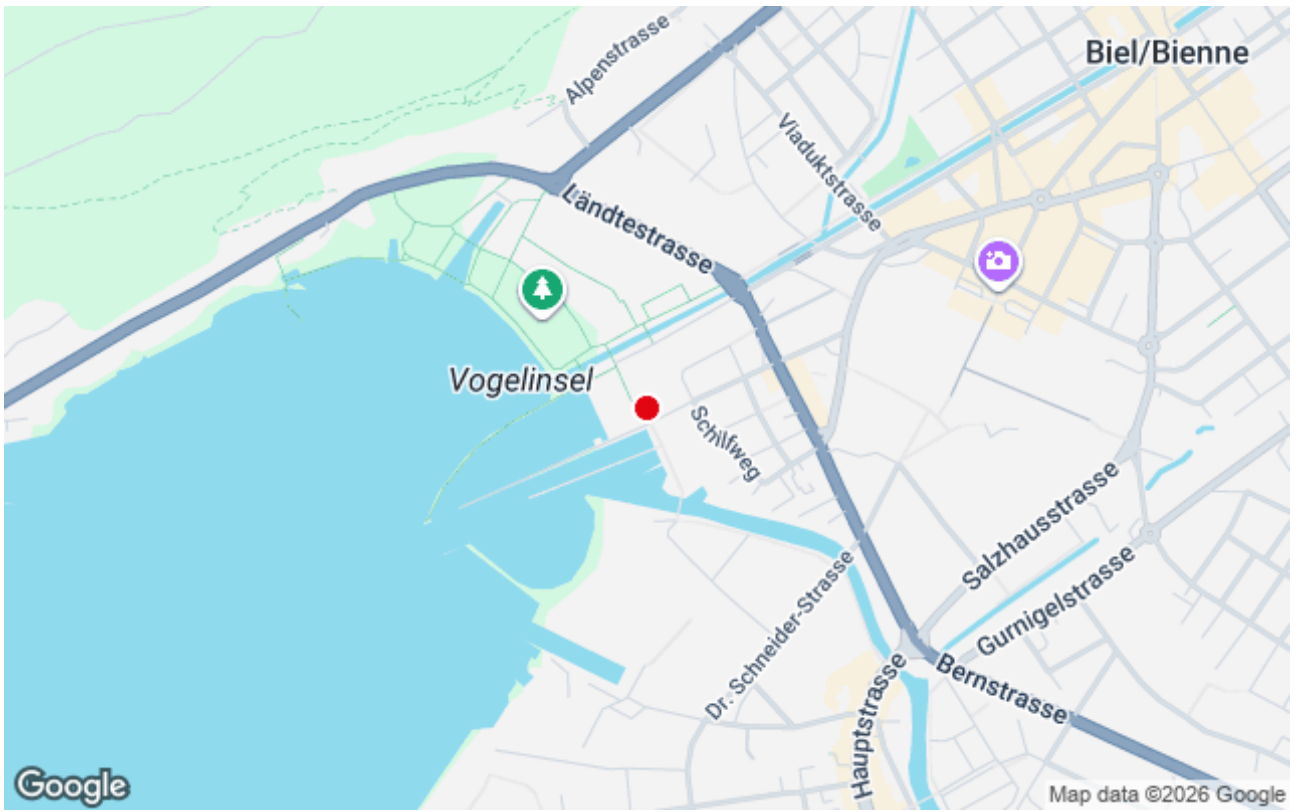 Alpenstrasse
Biel/Bienne
Viaduktstrasse
Ländtestrasse
Vogelinsel
Schilfweg
Salzhausstrasse
Gurnigelstrasse
Dr. Schneider-Strasse
Bernstrasse
Hauptstrasse
Google
Map data ©2026 Google